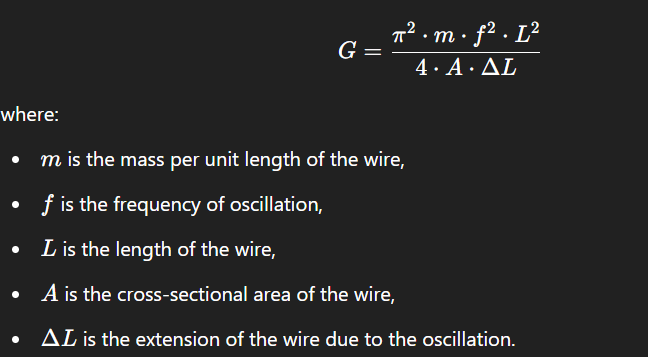 G = π² · m · f² · L² / 4 · A · ΔL
where:
• m is the mass per unit length of the wire,
• f is the frequency of oscillation,
• L is the length of the wire,
• A is the cross-sectional area of the wire,
• ΔL is the extension of the wire due to the oscillation.